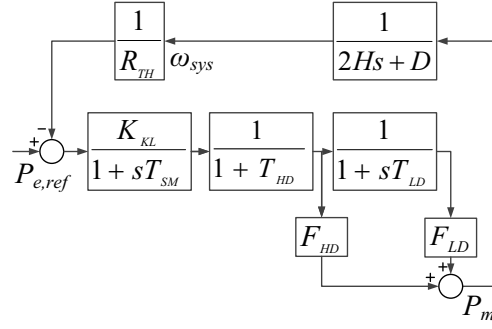 1
R_TH
ω_sys
1
2Hs + D
−
+
P_e,ref
K_KL
1 + sT_SM
1
1 + T_HD
1
1 + sT_LD
F_HD
F_LD
+
+
P_m